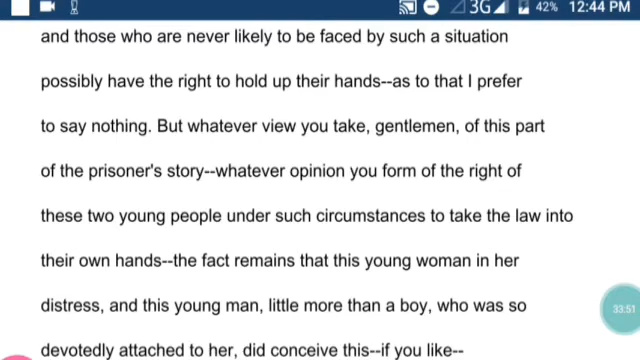 3G 42% 12:44 PM
and those who are never likely to be faced by such a situation
possibly have the right to hold up their hands--as to that I prefer
to say nothing. But whatever view you take, gentlemen, of this part
of the prisoner's story--whatever opinion you form of the right of
these two young people under such circumstances to take the law into
their own hands--the fact remains that this young woman in her
distress, and this young man, little more than a boy, who was so
33:51
devotedly attached to her, did conceive this--if you like--